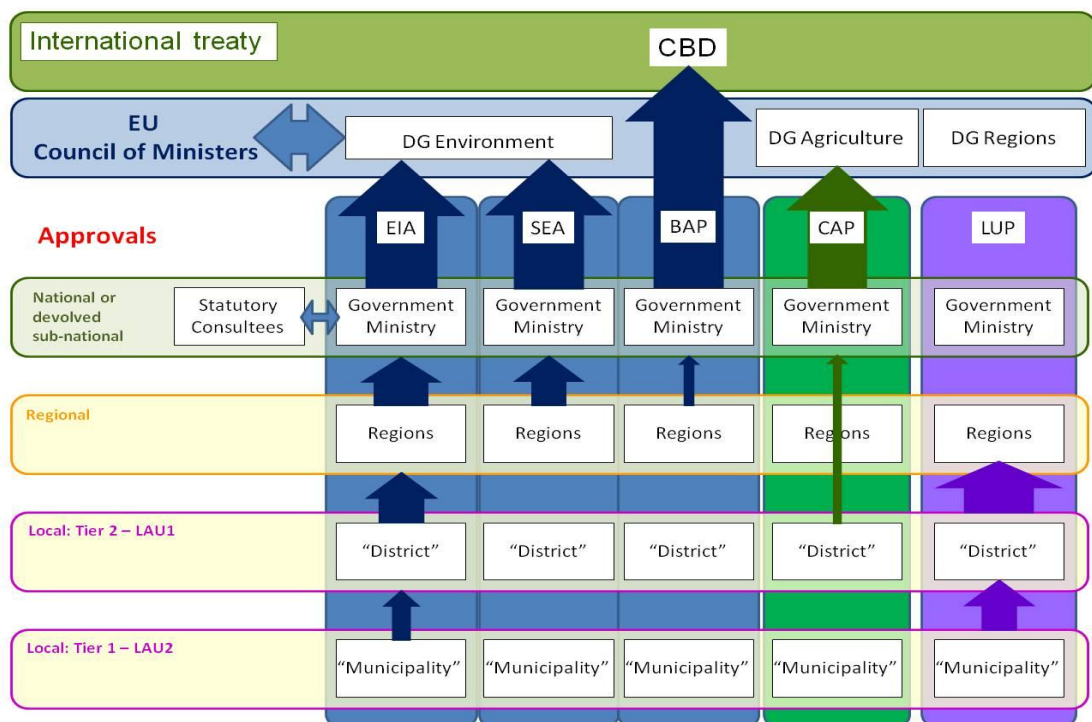 International treaty
CBD
EU
Council of Ministers
DG Environment
DG Agriculture
DG Regions
Approvals
EIA
SEA
BAP
CAP
LUP
National or
devolved
sub-national
Statutory
Consultees
Government
Ministry
Government
Ministry
Government
Ministry
Government
Ministry
Government
Ministry
Regional
Regions
Regions
Regions
Regions
Regions
Local: Tier 2 – LAU1
“District”
“District”
“District”
“District”
“District”
Local: Tier 1 – LAU2
“Municipality”
“Municipality”
“Municipality”
“Municipality”
“Municipality”